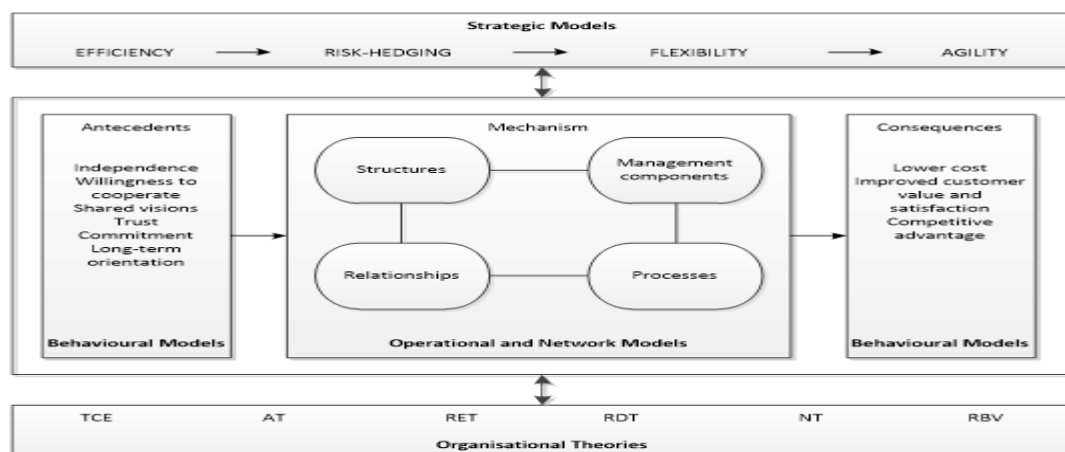 Strategic Models
EFFICIENCY RISK-HEDGING FLEXIBILITY AGILITY
Antecedents
Independence
Willingness to
cooperate
Shared visions
Trust
Commitment
Long-term
orientation
Behavioural Models
Mechanism
Structures
Management
components
Relationships
Processes
Operational and Network Models
Consequences
Lower cost
Improved customer
value and
satisfaction
Competitive
advantage
Behavioural Models
TCE AT RET RDT NT RBV
Organisational Theories